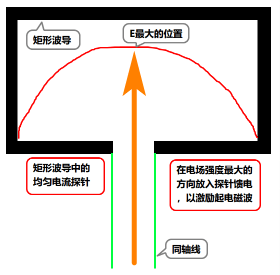 矩形波导
E最大的位置
矩形波导中的
均匀电流探针
在电场强度最大的
方向放入探针馈电
，以激励起电磁波
同轴线